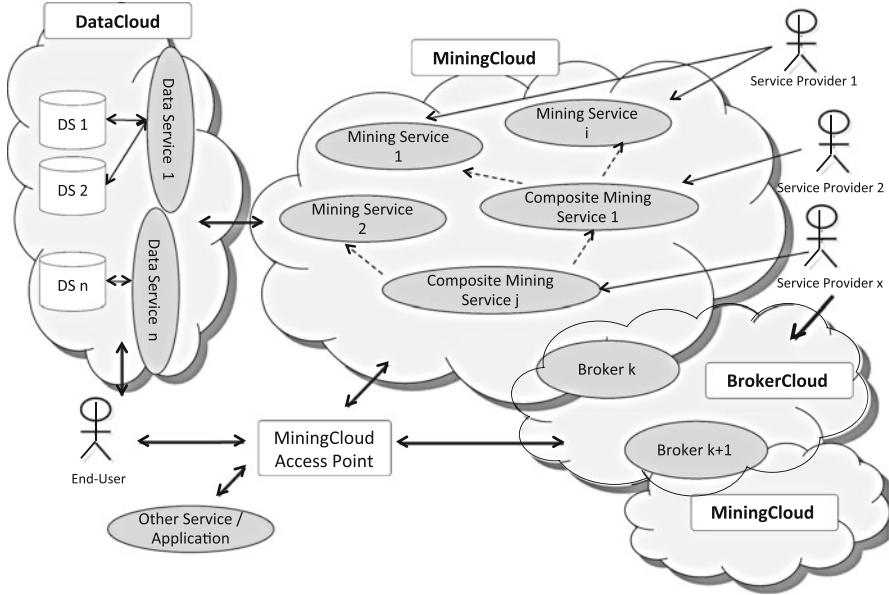 DataCloud
DS 1
DS 2
DS n
Data Service 1
Data Service n
MiningCloud
Mining Service
1
Mining Service
i
Mining Service
2
Composite Mining
Service 1
Composite Mining
Service j
Service Provider 1
Service Provider 2
Service Provider x
Broker k
BrokerCloud
Broker k+1
MiningCloud
End-User
MiningCloud
Access Point
Other Service /
Application